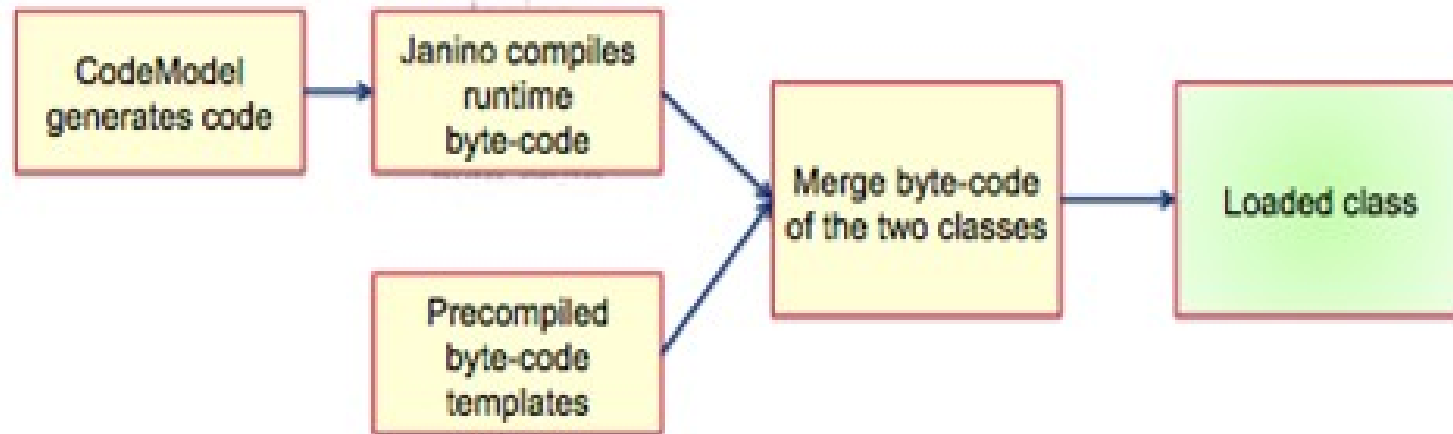 CodeModel
generates code
Janino compiles
runtime
byte-code
Precompiled
byte-code
templates
Merge byte-code
of the two classes
Loaded class